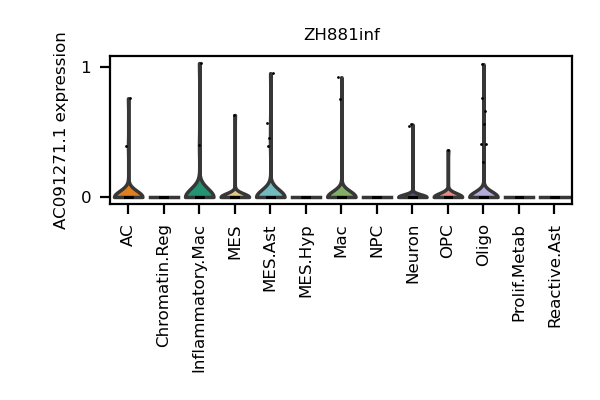 ZH881inf
AC091271.1 expression
1
0
AC
Chromatin.Reg
Inflammatory.Mac
MES
MES.Ast
MES.Hyp
Mac
NPC
Neuron
OPC
Oligo
Prolif.Metab
Reactive.Ast